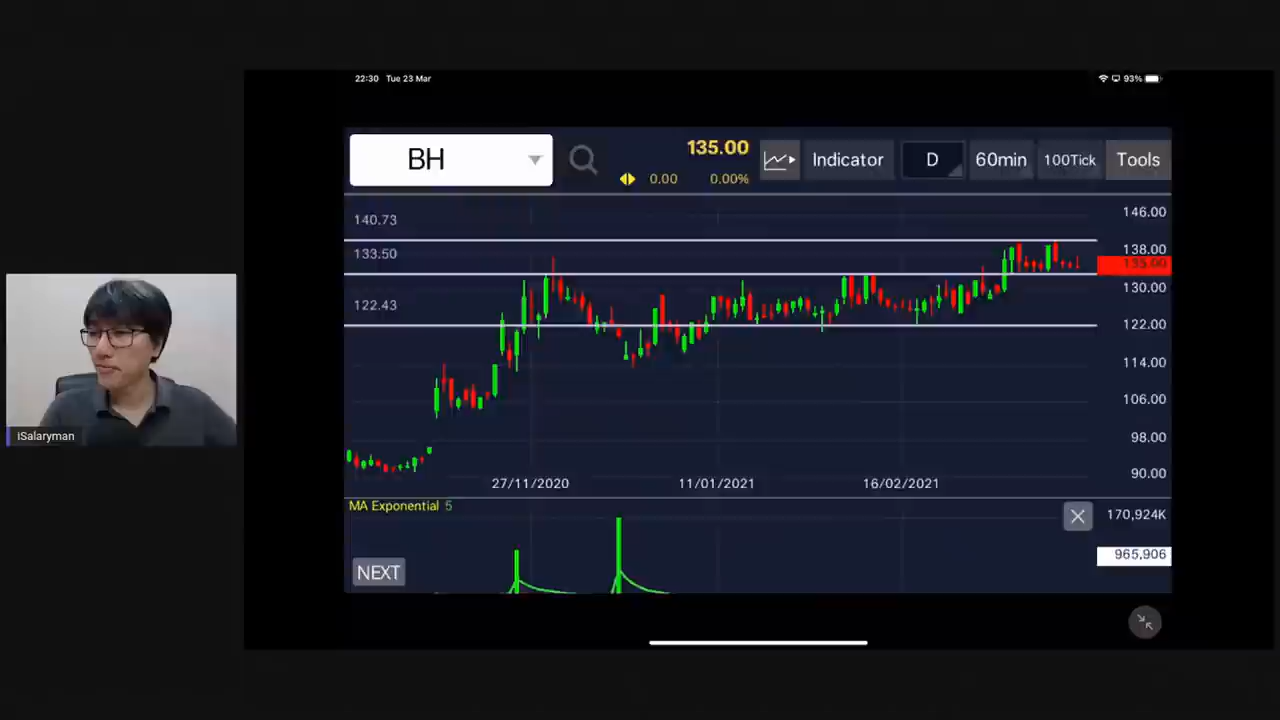 22:30 Tue 23 Mar
93%
BH
135.00
0.00 0.00%
Indicator
D
60min
100Tick
Tools
140.73
133.50
122.43
146.00
138.00
135.00
130.00
122.00
114.00
106.00
98.00
90.00
27/11/2020 11/01/2021 16/02/2021
MA Exponential 5
170,924K
965,906
NEXT
iSalaryman